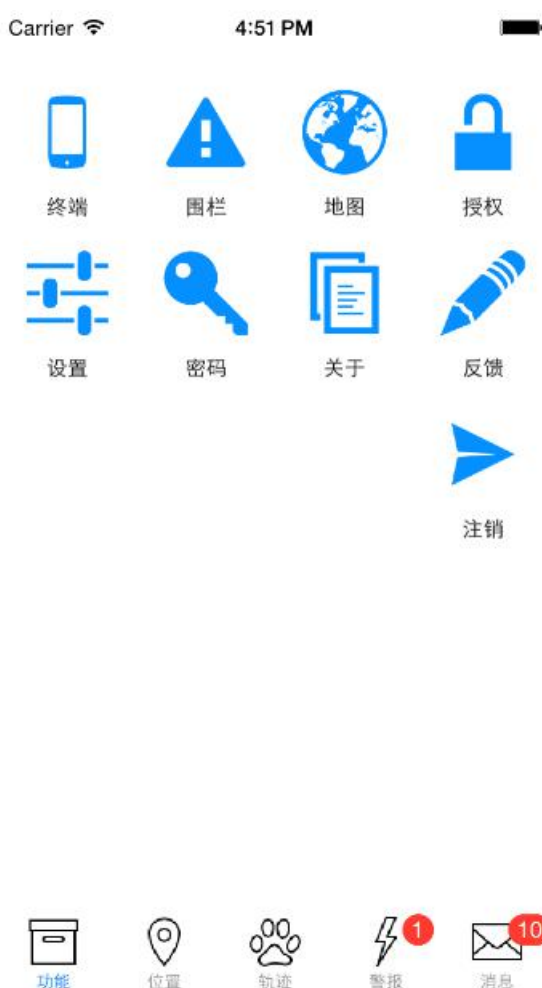 Carrier 4:51 PM
终端 围栏 地图 授权
设置 密码 关于 反馈
注销
1 10
功能 位置 轨迹 警报 消息